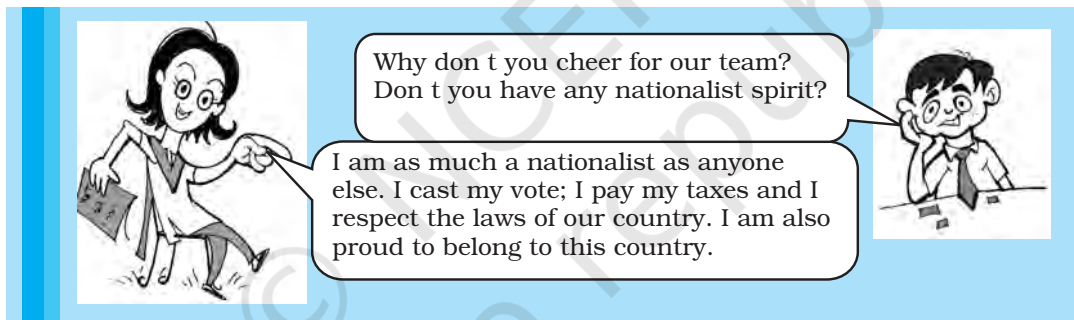 Why don t you cheer for our team?
Don t you have any nationalist spirit?
I am as much a nationalist as anyone
else. I cast my vote; I pay my taxes and I
respect the laws of our country. I am also
proud to belong to this country.
© NCE
o repub